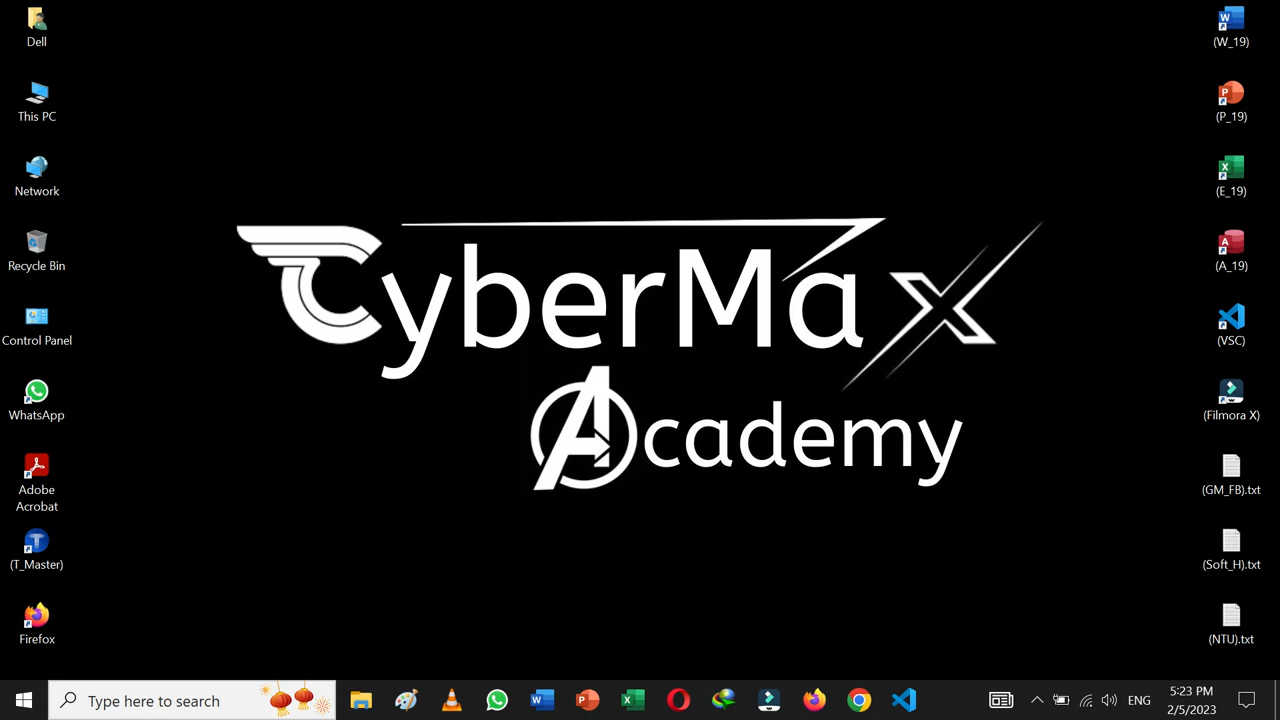 Dell
This PC
Network
Recycle Bin
Control Panel
WhatsApp
Adobe
Acrobat
(T_Master)
Firefox
CyberMax
Academy
(W_19)
(P_19)
(E_19)
(A_19)
(VSC)
(Filmora X)
(GM_FB).txt
(Soft_H).txt
(NTU).txt
Type here to search
ENG
5:23 PM
2/5/2023